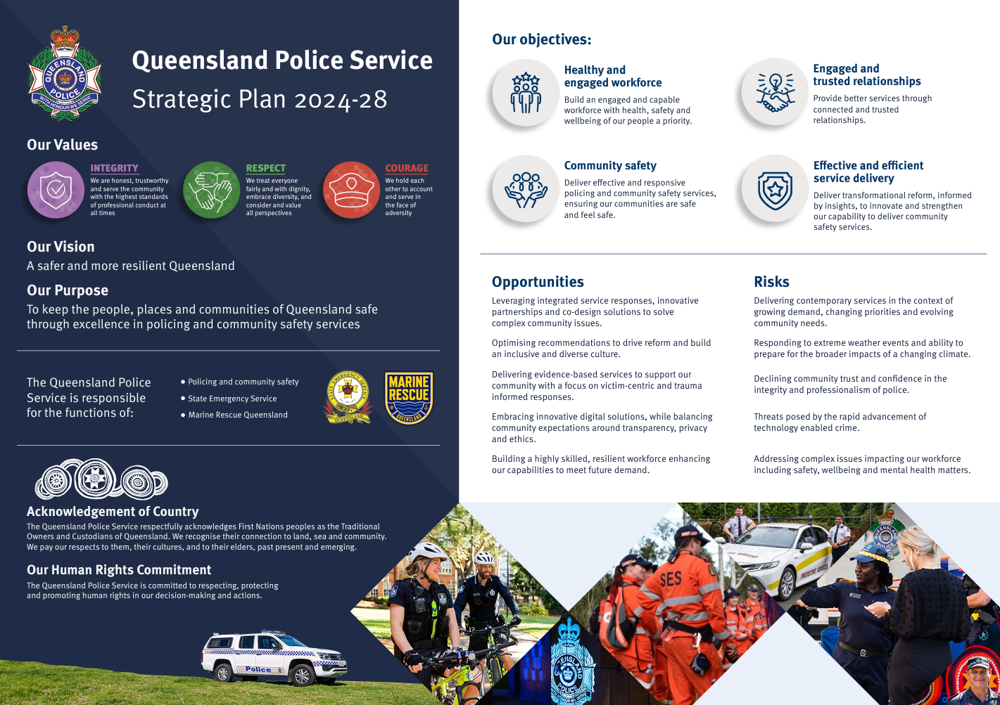 QUEENSLAND
POLICE
WITH HONOUR WE SERVE
Queensland Police Service
Strategic Plan 2024-28
Our Values
INTEGRITY
We are honest, trustworthy
and serve the community
with the highest standards
of professional conduct at
all times
RESPECT
We treat everyone
fairly and with dignity,
embrace diversity, and
consider and value
all perspectives
COURAGE
We hold each
other to account
and serve in
the face of
adversity
Our Vision
A safer and more resilient Queensland
Our Purpose
To keep the people, places and communities of Queensland safe
through excellence in policing and community safety services
The Queensland Police
Service is responsible
for the functions of:
• Policing and community safety
• State Emergency Service
• Marine Rescue Queensland
STATE EMERGENCY SERVICE
QUEENSLAND
MARINE
RESCUE
QUEENSLAND
Acknowledgement of Country
The Queensland Police Service respectfully acknowledges First Nations peoples as the Traditional
Owners and Custodians of Queensland. We recognise their connection to land, sea and community.
We pay our respects to them, their cultures, and to their elders, past present and emerging.
Our Human Rights Commitment
The Queensland Police Service is committed to respecting, protecting
and promoting human rights in our decision-making and actions.
Police
Our objectives:
Healthy and
engaged workforce
Build an engaged and capable
workforce with health, safety and
wellbeing of our people a priority.
Engaged and
trusted relationships
Provide better services through
connected and trusted
relationships.
Community safety
Deliver effective and responsive
policing and community safety services,
ensuring our communities are safe
and feel safe.
Effective and efficient
service delivery
Deliver transformational reform, informed
by insights, to innovate and strengthen
our capability to deliver community
safety services.
Opportunities
Leveraging integrated service responses, innovative
partnerships and co-design solutions to solve
complex community issues.
Optimising recommendations to drive reform and build
an inclusive and diverse culture.
Delivering evidence-based services to support our
community with a focus on victim-centric and trauma
informed responses.
Embracing innovative digital solutions, while balancing
community expectations around transparency, privacy
and ethics.
Building a highly skilled, resilient workforce enhancing
our capabilities to meet future demand.
Risks
Delivering contemporary services in the context of
growing demand, changing priorities and evolving
community needs.
Responding to extreme weather events and ability to
prepare for the broader impacts of a changing climate.
Declining community trust and confidence in the
integrity and professionalism of police.
Threats posed by the rapid advancement of
technology enabled crime.
Addressing complex issues impacting our workforce
including safety, wellbeing and mental health matters.
SES
PROTECTIVE SERVICES
POLICE
POLICE